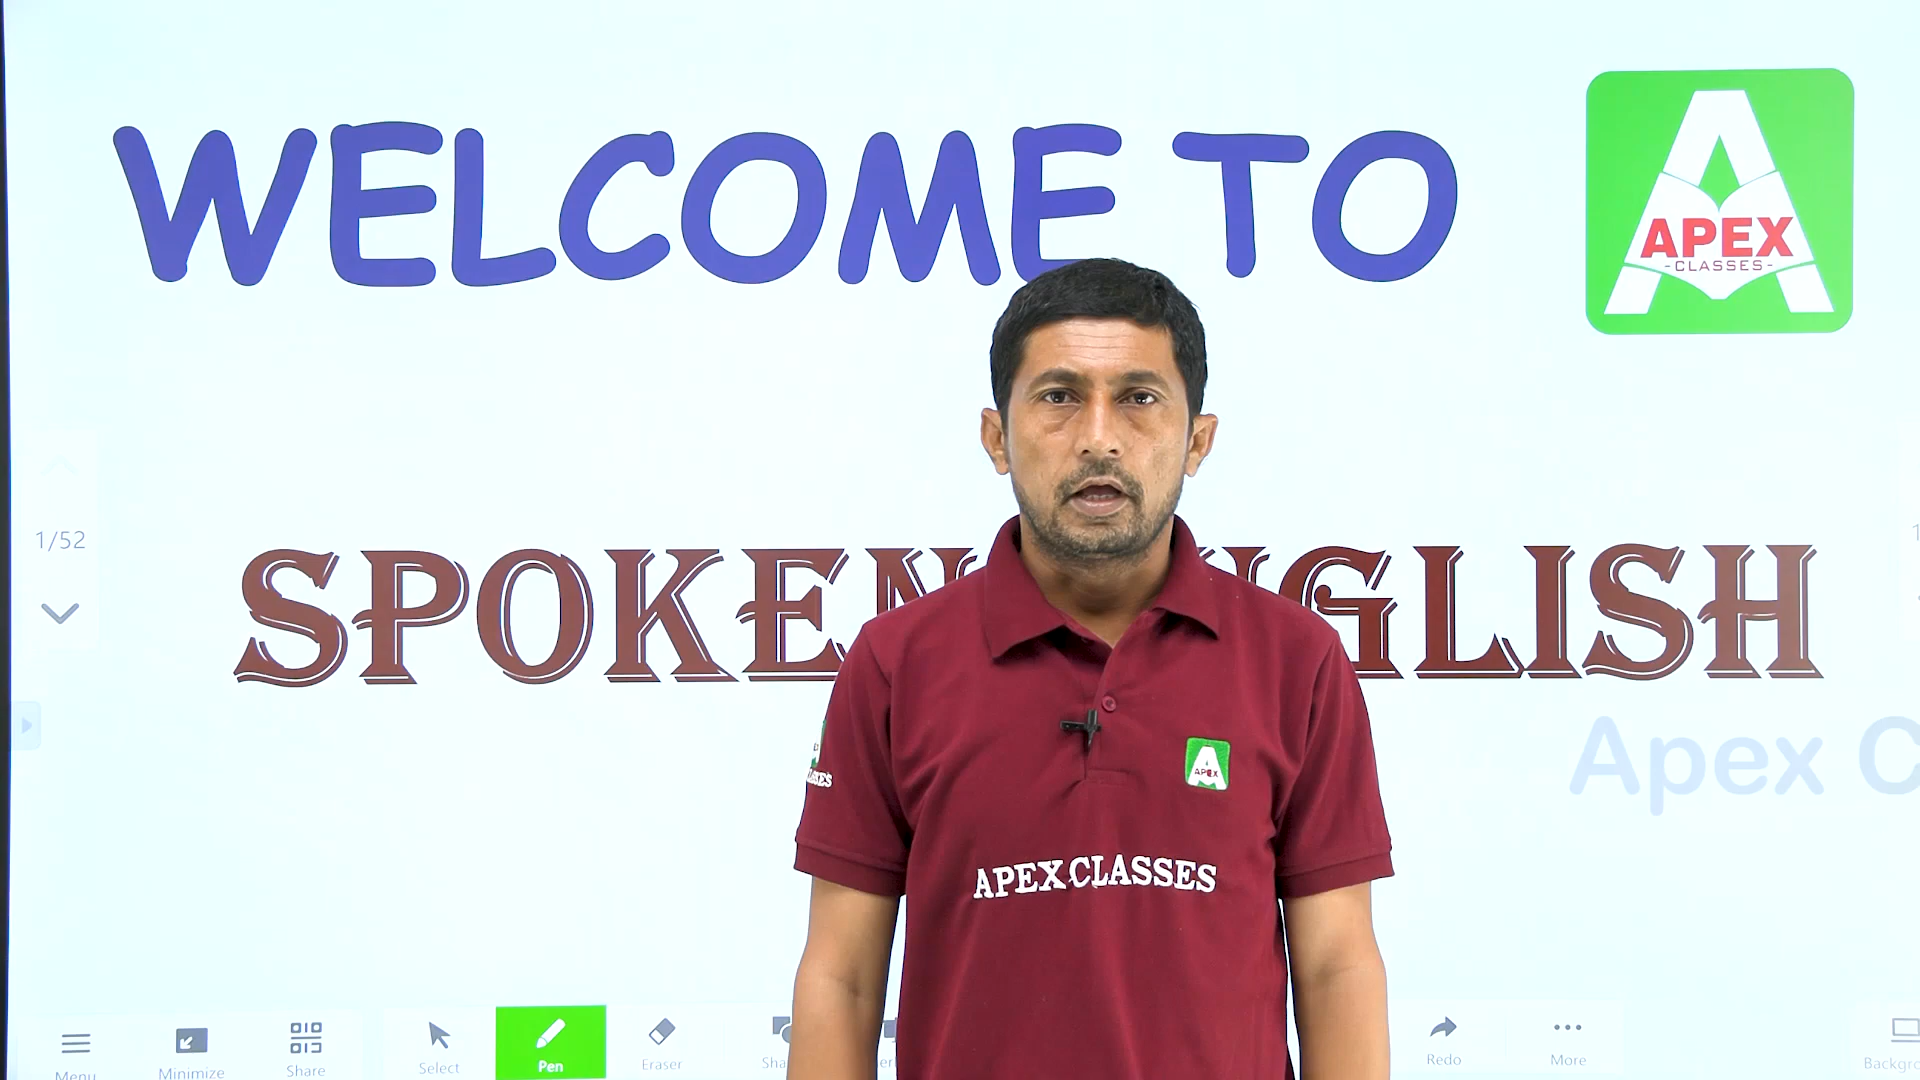 WELCOME TO
APEX
-CLASSES-
1/52
SPOKEN ENGLISH
Apex C
APEX
APEX CLASSES
Menu
Minimize
Share
Select
Pen
Eraser
Redo
More